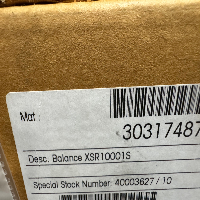 Mat :
30317487
Desc. Balance XSR10001S
Special Stock Number: 40003627 / 10